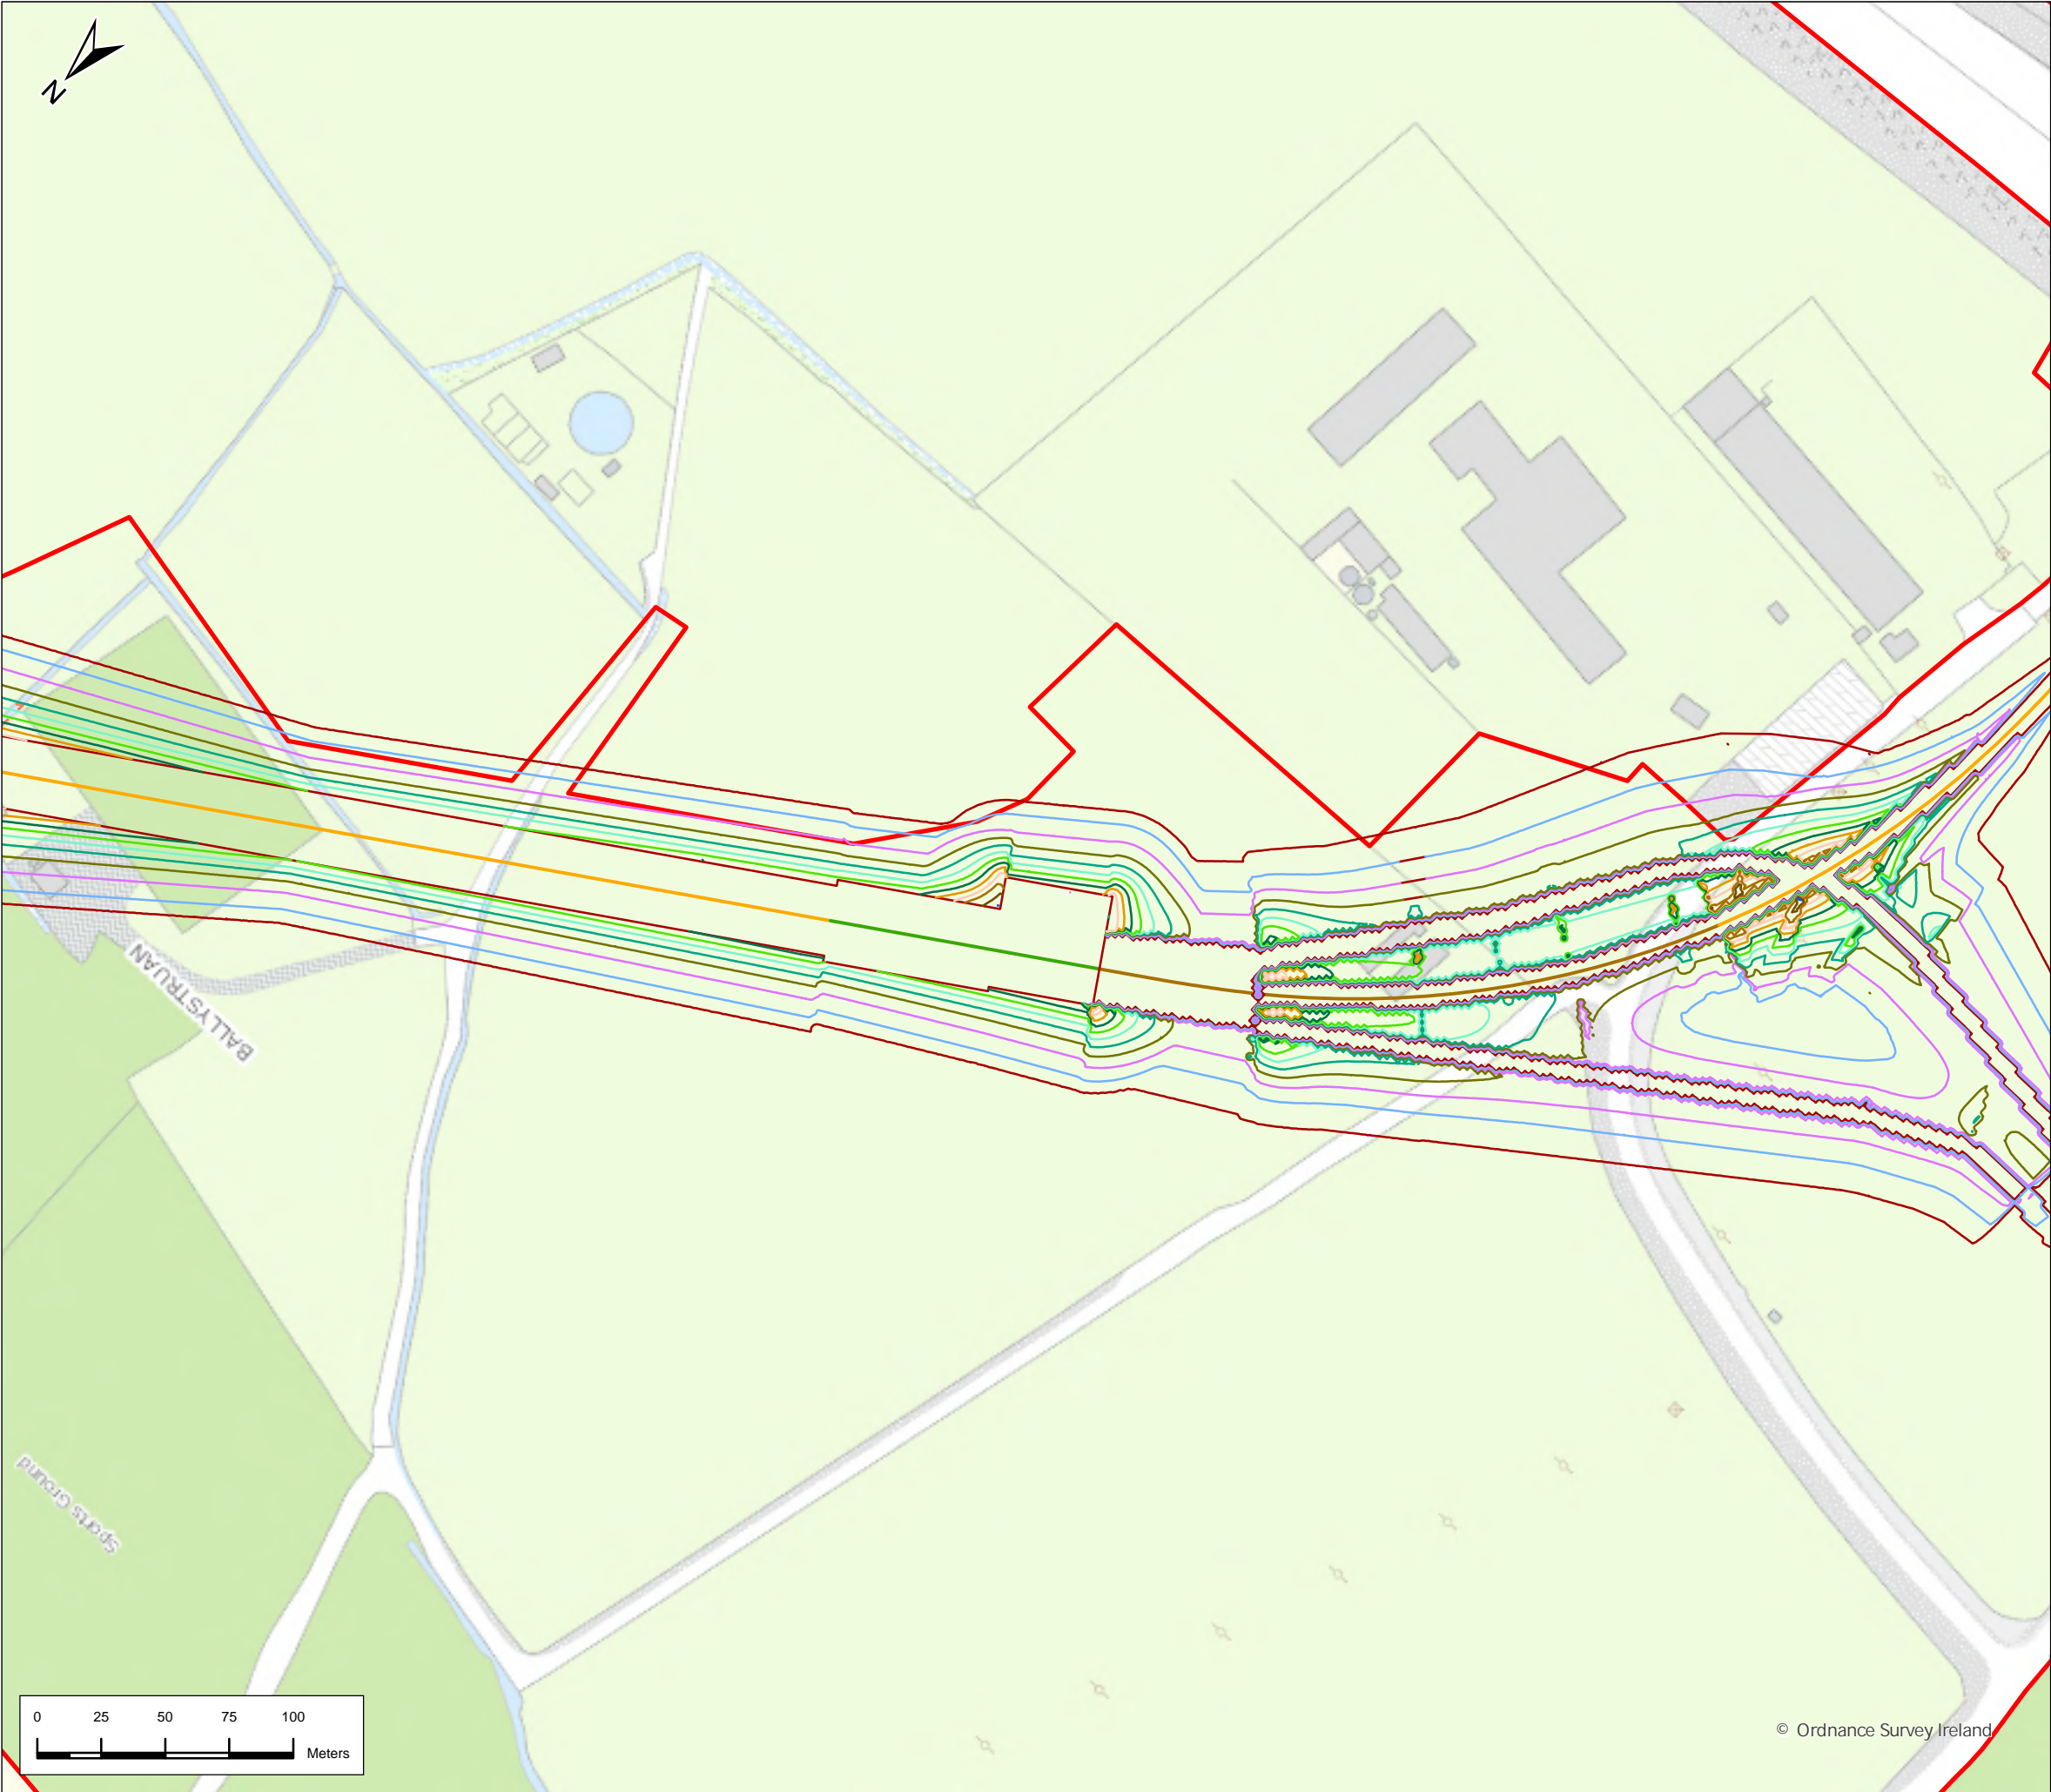 N
BALLYSTRUAN
Sports Ground
0 25 50 75 100
Meters
© Ordnance Survey Ireland